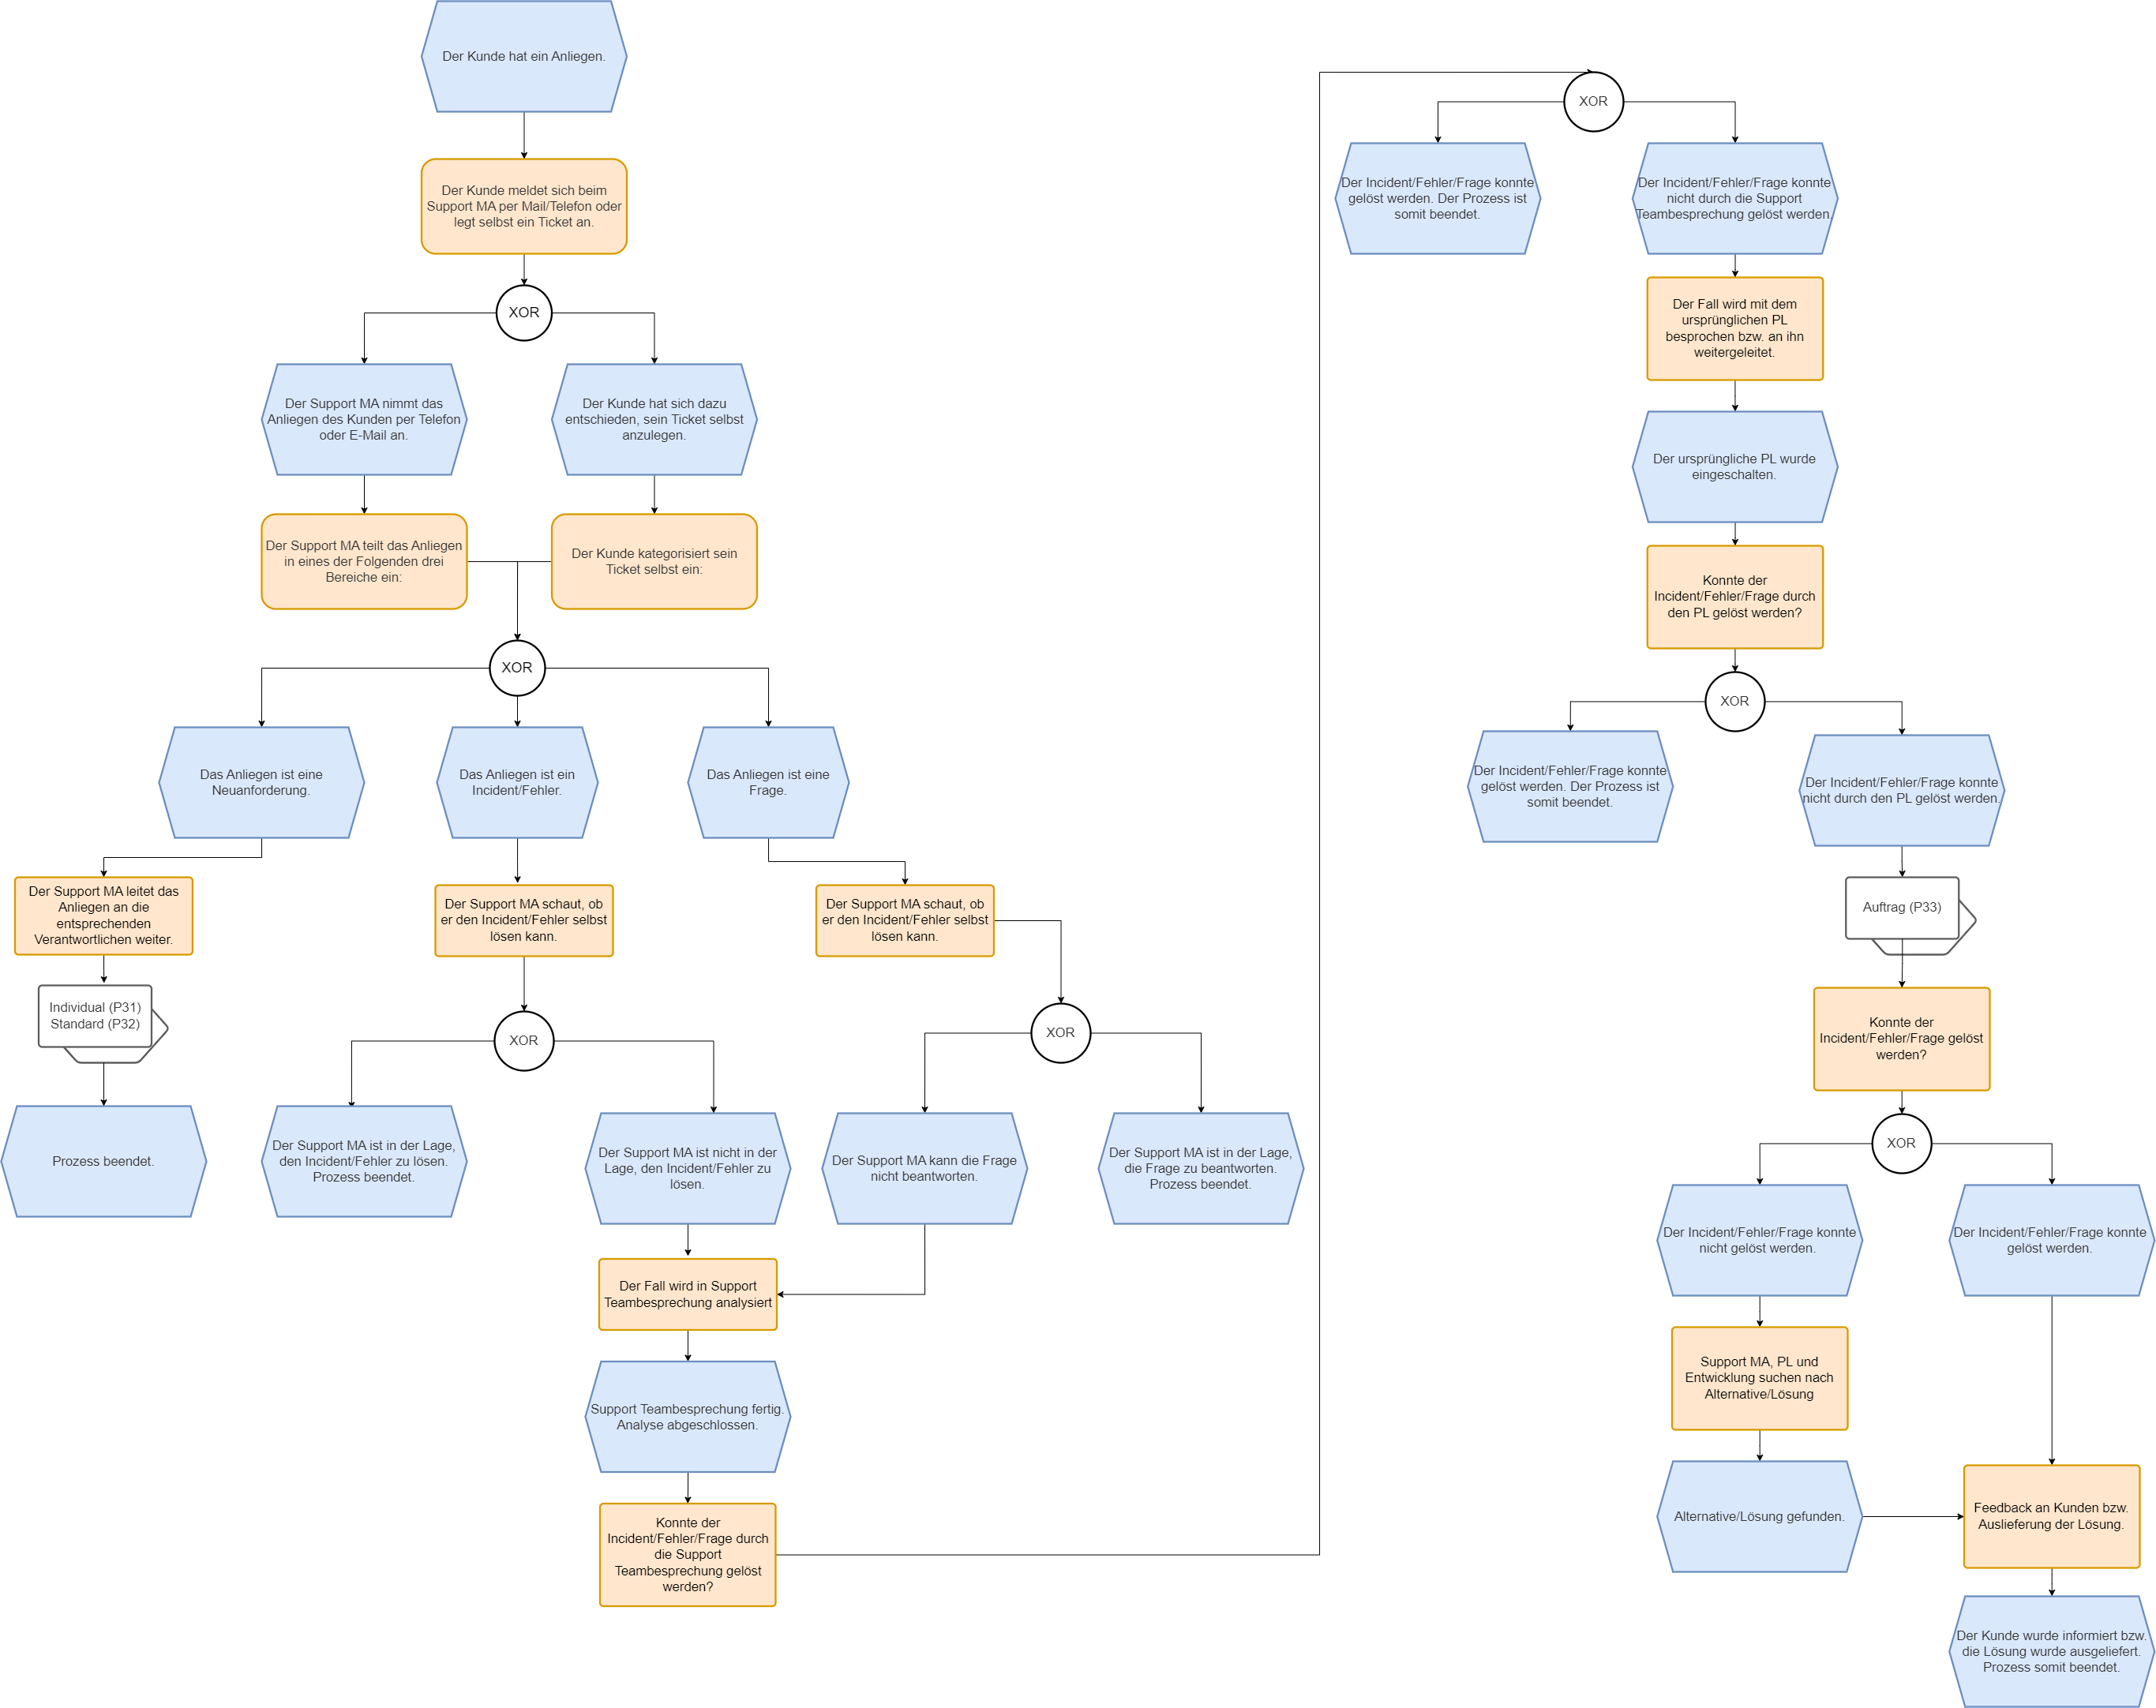 Der Kunde hat ein Anliegen.
Der Kunde meldet sich beim
Support MA per Mail/Telefon oder
legt selbst ein Ticket an.
XOR
Der Support MA nimmt das
Anliegen des Kunden per Telefon
oder E-Mail an.
Der Kunde hat sich dazu
entschieden, sein Ticket selbst
anzulegen.
Der Support MA teilt das Anliegen
in eines der Folgenden drei
Bereiche ein:
Der Kunde kategorisiert sein
Ticket selbst ein:
XOR
Das Anliegen ist eine
Neuanforderung.
Das Anliegen ist ein
Incident/Fehler.
Das Anliegen ist eine
Frage.
Der Support MA leitet das
Anliegen an die
entsprechenden
Verantwortlichen weiter.
Der Support MA schaut, ob
er den Incident/Fehler selbst
lösen kann.
Der Support MA schaut, ob
er den Incident/Fehler selbst
lösen kann.
Individual (P31)
Standard (P32)
XOR
XOR
Prozess beendet.
Der Support MA ist in der Lage,
den Incident/Fehler zu lösen.
Prozess beendet.
Der Support MA ist nicht in der
Lage, den Incident/Fehler zu
lösen.
Der Support MA kann die Frage
nicht beantworten.
Der Support MA ist in der Lage,
die Frage zu beantworten.
Prozess beendet.
Der Fall wird in Support
Teambesprechung analysiert
Support Teambesprechung fertig.
Analyse abgeschlossen.
Konnte der
Incident/Fehler/Frage durch
die Support
Teambesprechung gelöst
werden?
XOR
Der Incident/Fehler/Frage konnte
gelöst werden. Der Prozess ist
somit beendet.
Der Incident/Fehler/Frage konnte
nicht durch die Support
Teambesprechung gelöst werden.
Der Fall wird mit dem
ursprünglichen PL
besprochen bzw. an ihn
weitergeleitet.
Der ursprüngliche PL wurde
eingeschalten.
Konnte der
Incident/Fehler/Frage durch
den PL gelöst werden?
XOR
Der Incident/Fehler/Frage konnte
gelöst werden. Der Prozess ist
somit beendet.
Der Incident/Fehler/Frage konnte
nicht durch den PL gelöst werden.
Auftrag (P33)
Konnte der
Incident/Fehler/Frage gelöst
werden?
XOR
Der Incident/Fehler/Frage konnte
nicht gelöst werden.
Der Incident/Fehler/Frage konnte
gelöst werden.
Support MA, PL und
Entwicklung suchen nach
Alternative/Lösung
Alternative/Lösung gefunden.
Feedback an Kunden bzw.
Auslieferung der Lösung.
Der Kunde wurde informiert bzw.
die Lösung wurde ausgeliefert.
Prozess somit beendet.